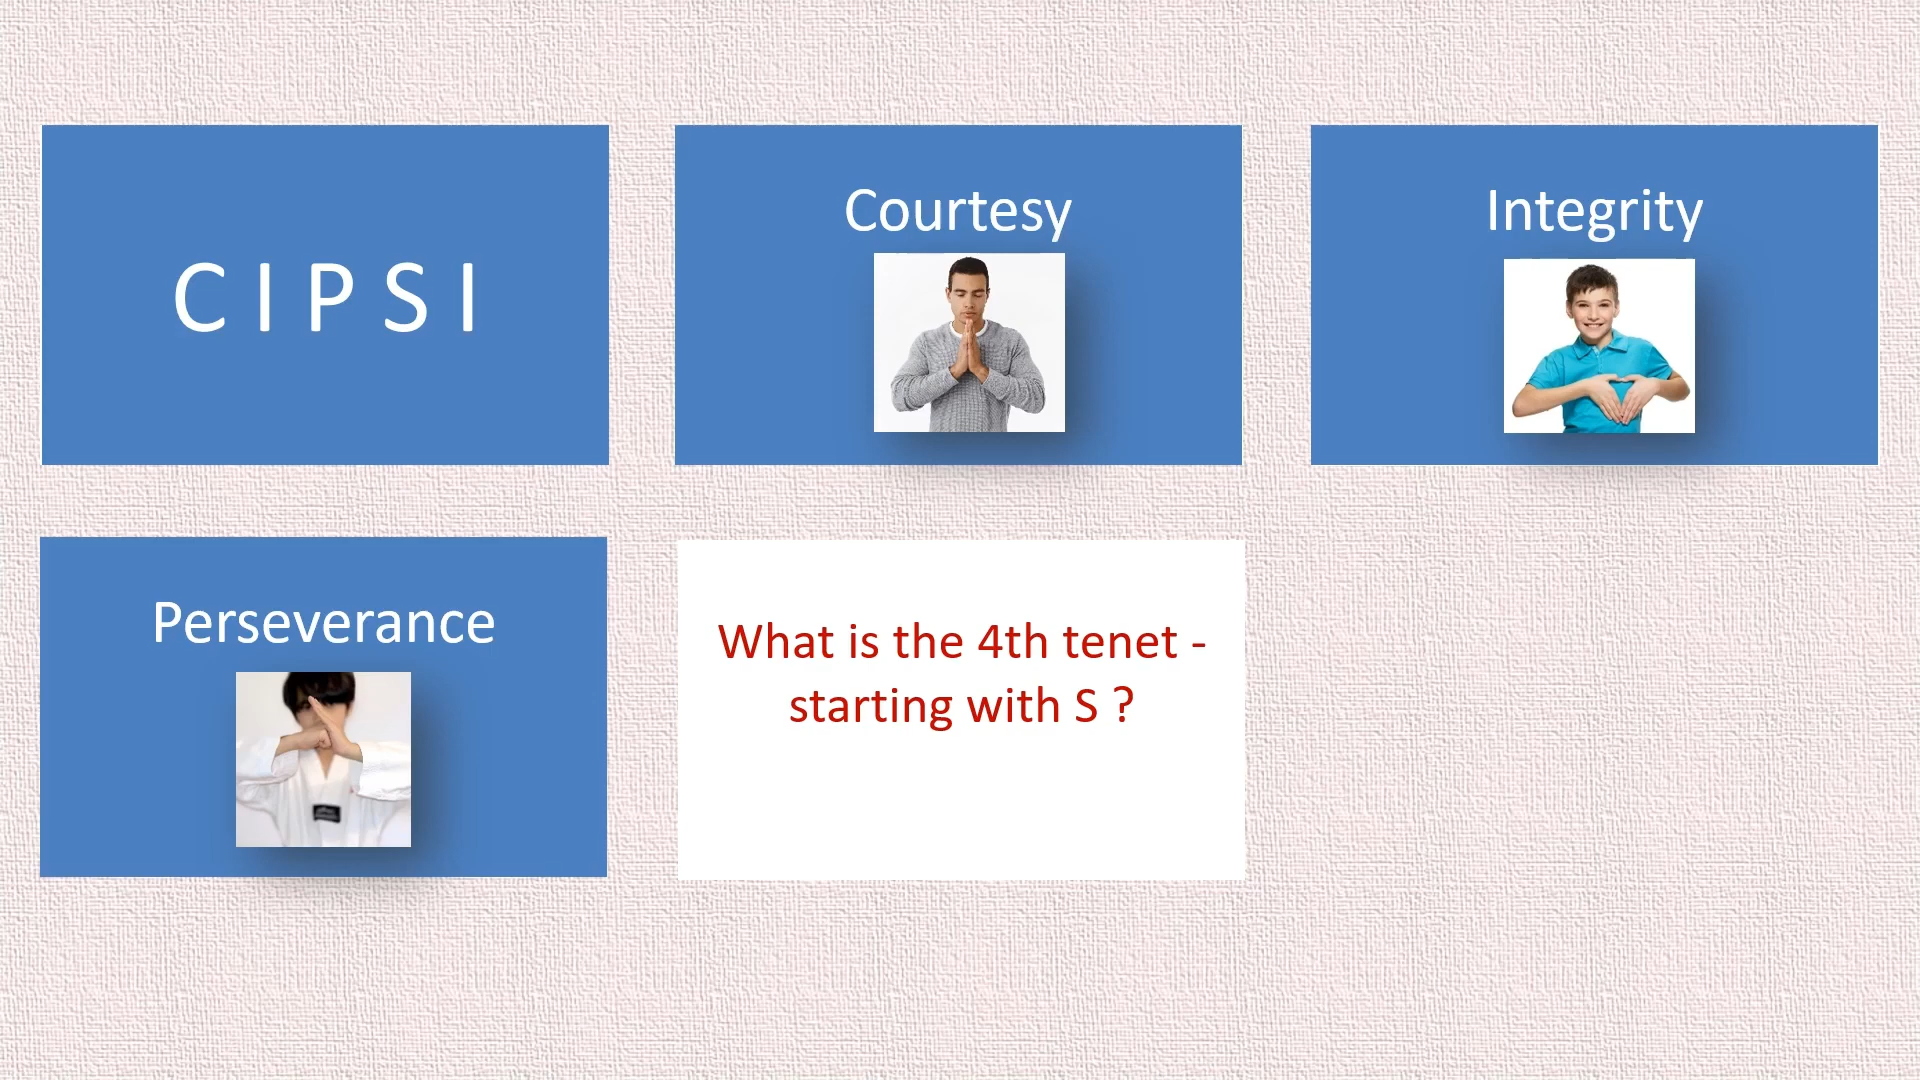 C I P S I
Courtesy
Integrity
Perseverance
What is the 4th tenet -
starting with S ?